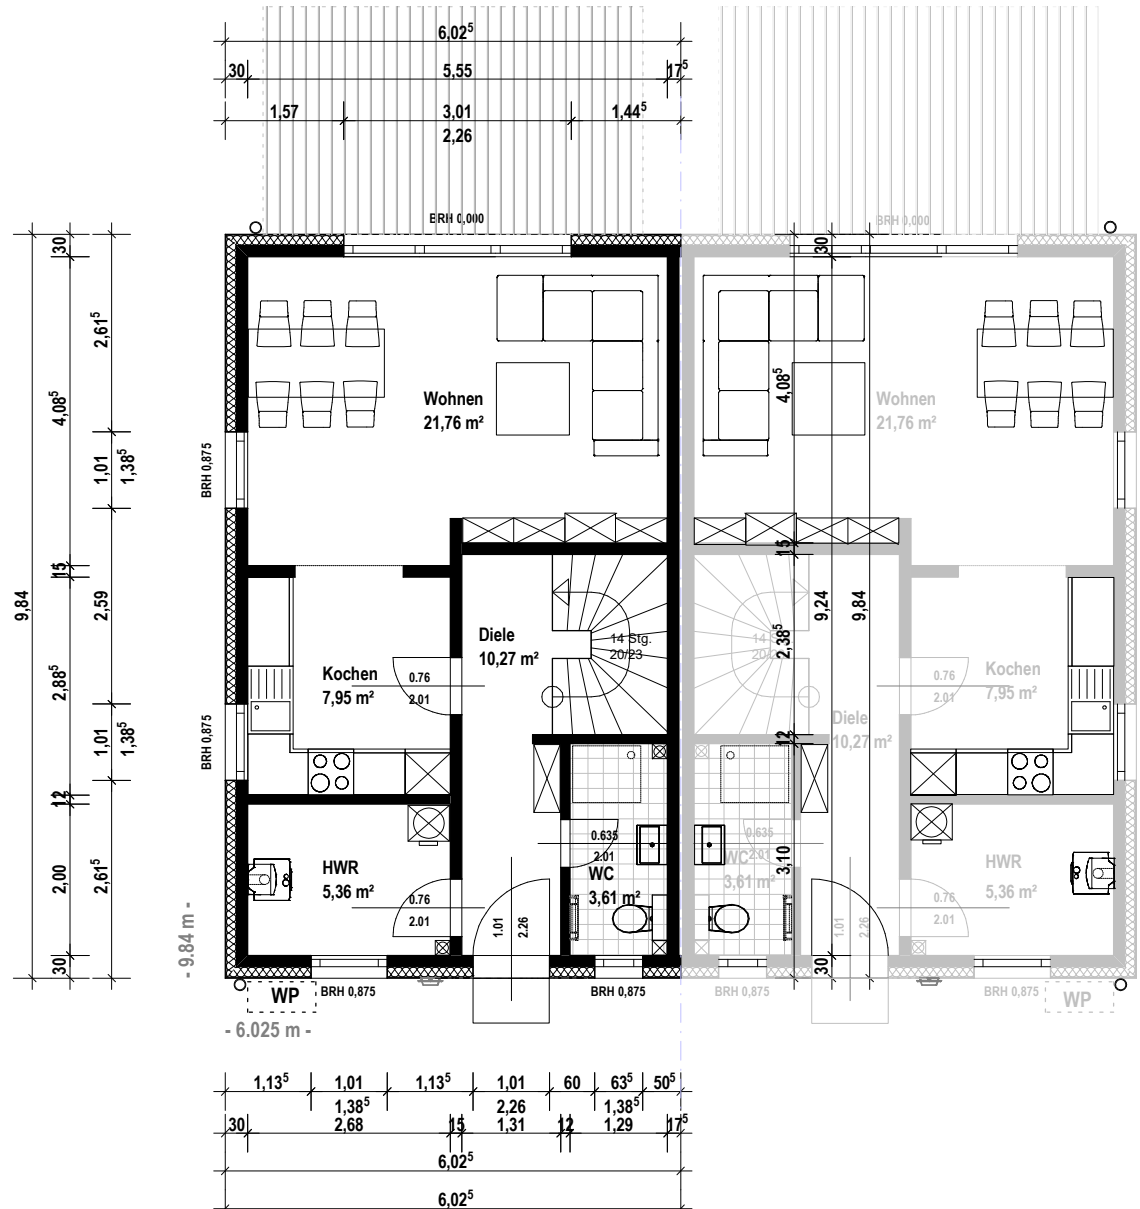 6,02⁵
30 5,55 17⁵
1,57 3,01 1,44⁵
2,26
BRH 0,000
BRH 0,000
30
30
2,61⁵
4,08⁵
4,08⁵
Wohnen
21,76 m²
Wohnen
21,76 m²
1,01
1,38⁵
BRH 0,875
15
15
9,84
2,59
9,24
9,84
Diele
10,27 m²
14 Stg.
20/23
2,38⁵
Kochen
7,95 m²
0.76
2.01
Kochen
7,95 m²
0.76
2.01
2,88⁵
Diele
10,27 m²
1,01
1,38⁵
BRH 0,875
12
12
2,00
2,61⁵
HWR
5,36 m²
0.76
2.01
0.635
2.01
WC
3,61 m²
0.635
2.01
WC
3,61 m²
3,10
HWR
5,36 m²
0.76
2.01
1.01
2.26
1.01
2.26
- 9.84 m -
30
30
WP
BRH 0,875
BRH 0,875
BRH 0,875
BRH 0,875
WP
- 6.025 m -
1,13⁵ 1,01 1,13⁵ 1,01 60 63⁵ 50⁵
1,38⁵ 2,26 1,38⁵
30 2,68 15 1,31 12 1,29 17⁵
6,02⁵
6,02⁵